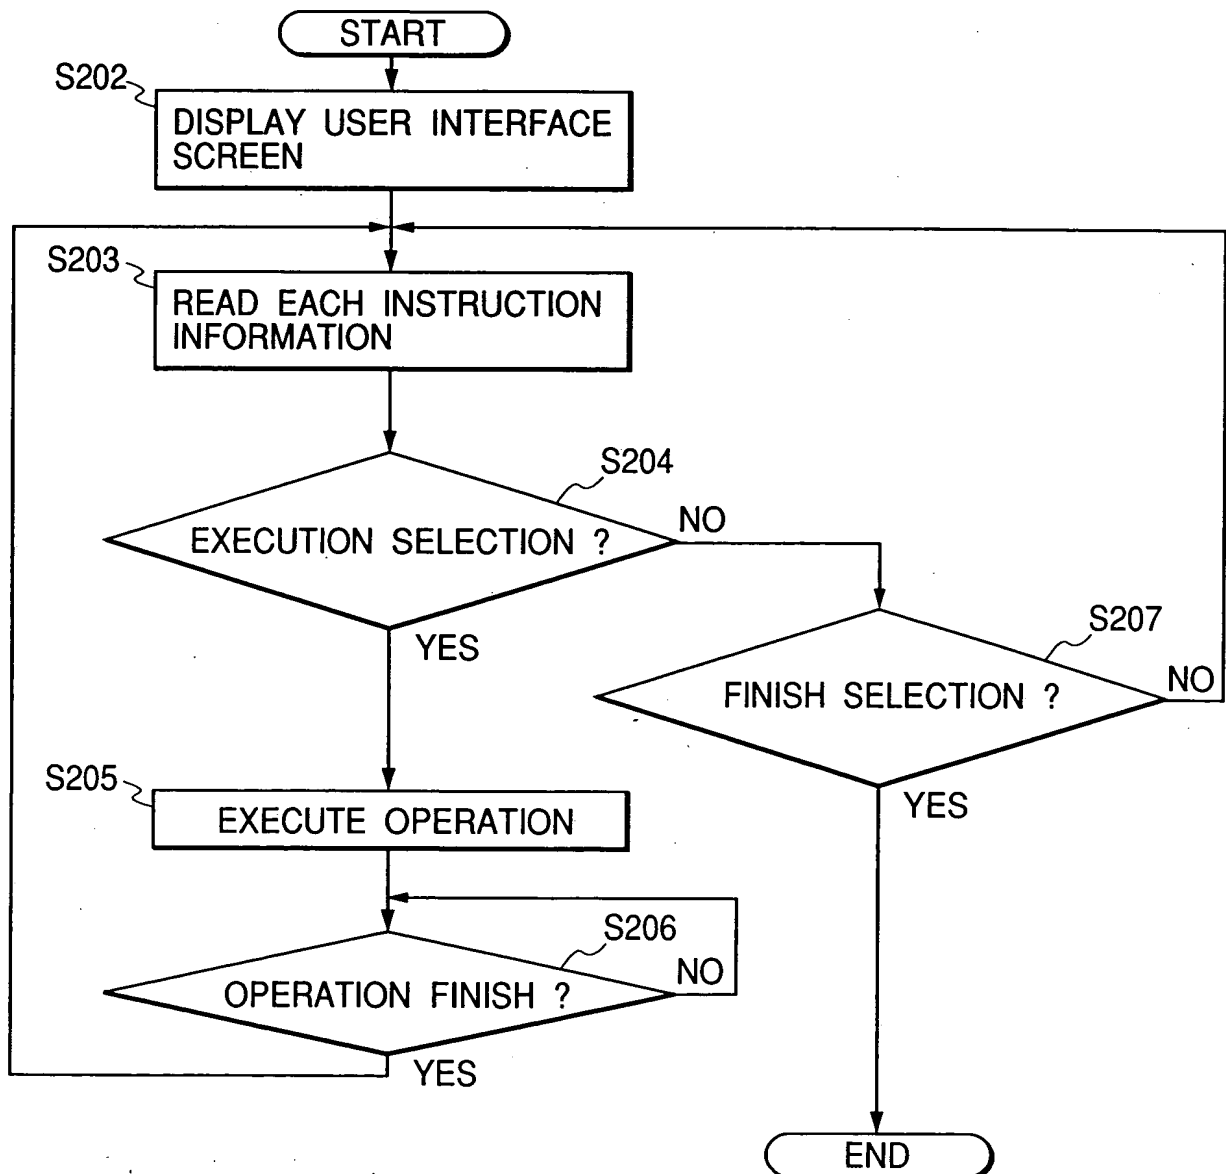 START
S202
DISPLAY USER INTERFACE
SCREEN
S203
READ EACH INSTRUCTION
INFORMATION
S204
EXECUTION SELECTION ?
NO
YES
S207
FINISH SELECTION ?
NO
YES
S205
EXECUTE OPERATION
S206
OPERATION FINISH ?
NO
YES
END